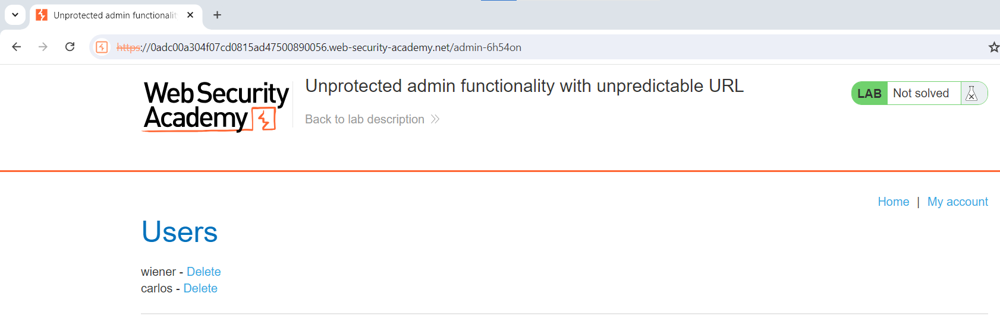 Unprotected admin functionalit
https://0adc00a304f07cd0815ad47500890056.web-security-academy.net/admin-6h54on
Web Security
Academy
Unprotected admin functionality with unpredictable URL
Back to lab description
LAB Not solved
Home | My account
Users
wiener - Delete
carlos - Delete